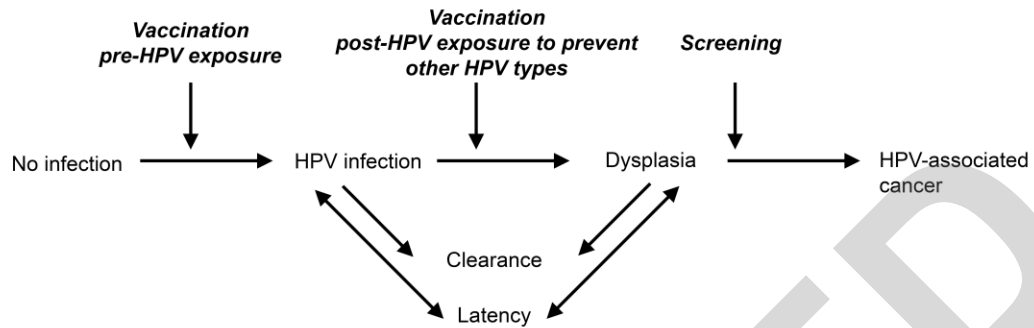 Vaccination
pre-HPV exposure
Vaccination
post-HPV exposure to prevent
other HPV types
Screening
No infection
HPV infection
Dysplasia
HPV-associated
cancer
Clearance
Latency